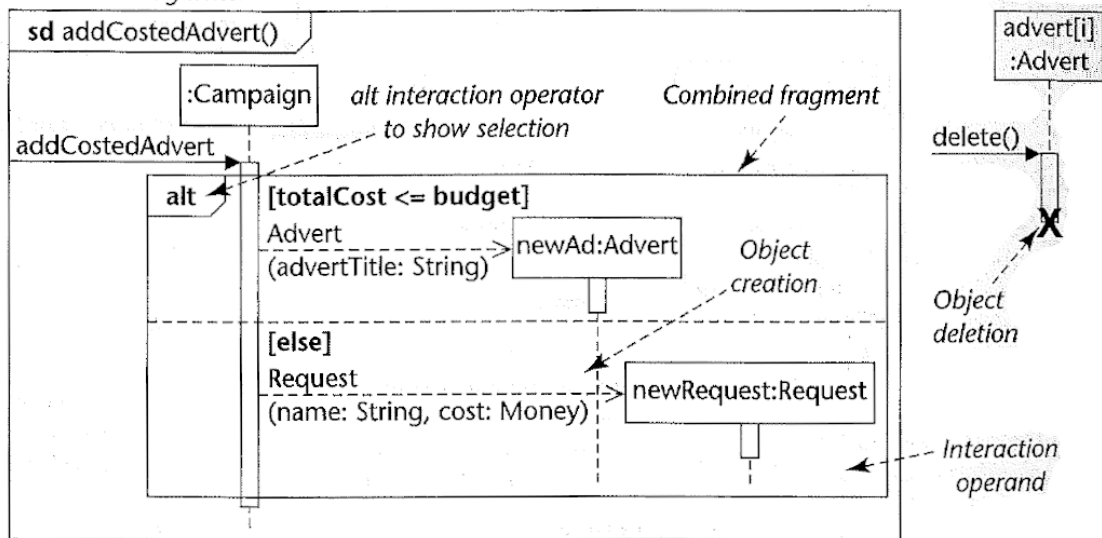 sd addCostedAdvert()
:Campaign
alt interaction operator
to show selection
Combined fragment
advert[i]
:Advert
addCostedAdvert
delete()
alt
[totalCost <= budget]
Advert
(advertTitle: String)
newAd:Advert
Object
creation
Object
deletion
[else]
Request
(name: String, cost: Money)
newRequest:Request
Interaction
operand